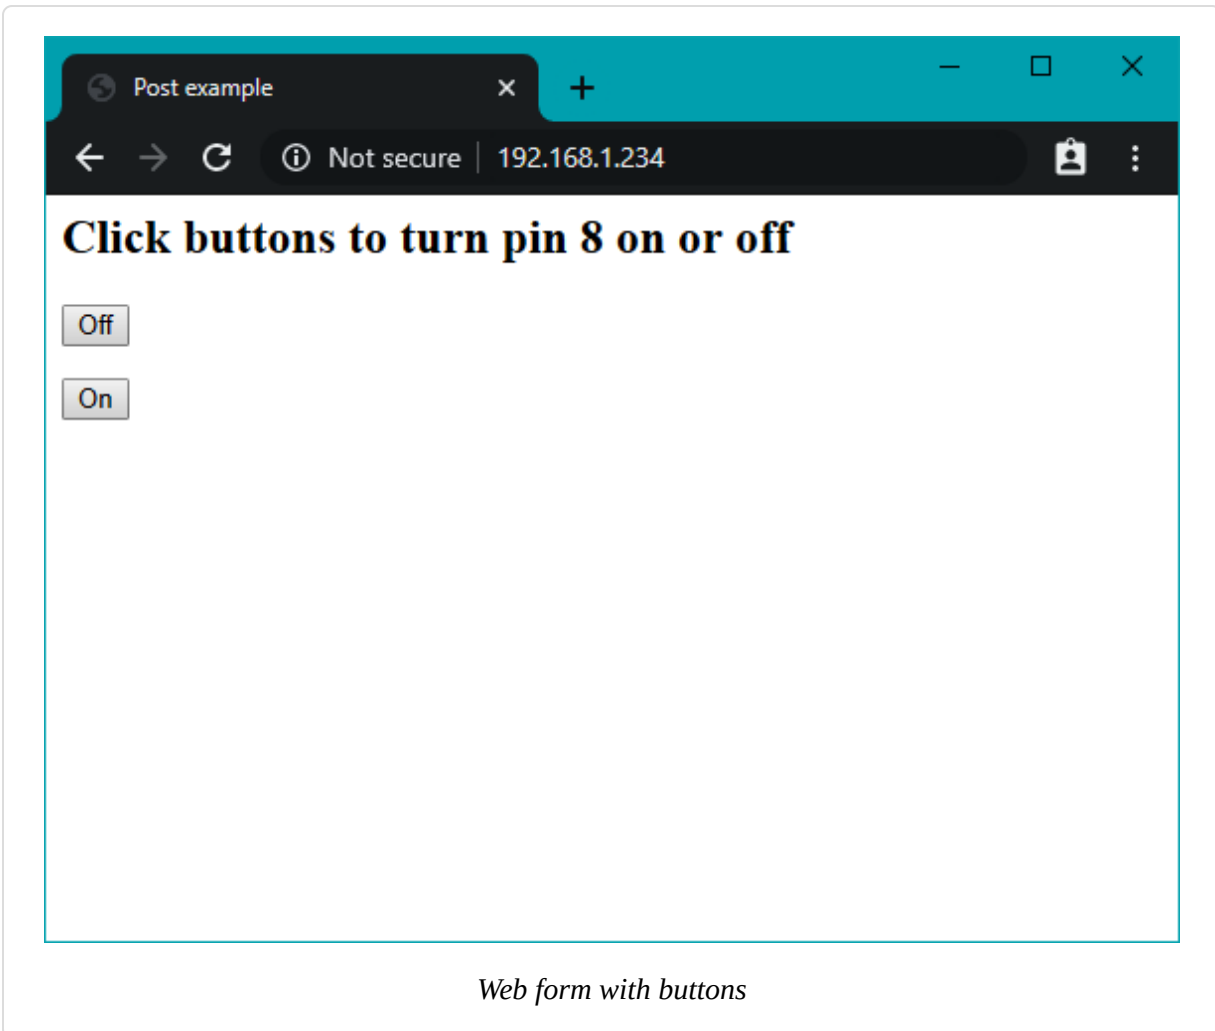 Post example
Not secure 192.168.1.234
Click buttons to turn pin 8 on or off
Off
On
Web form with buttons